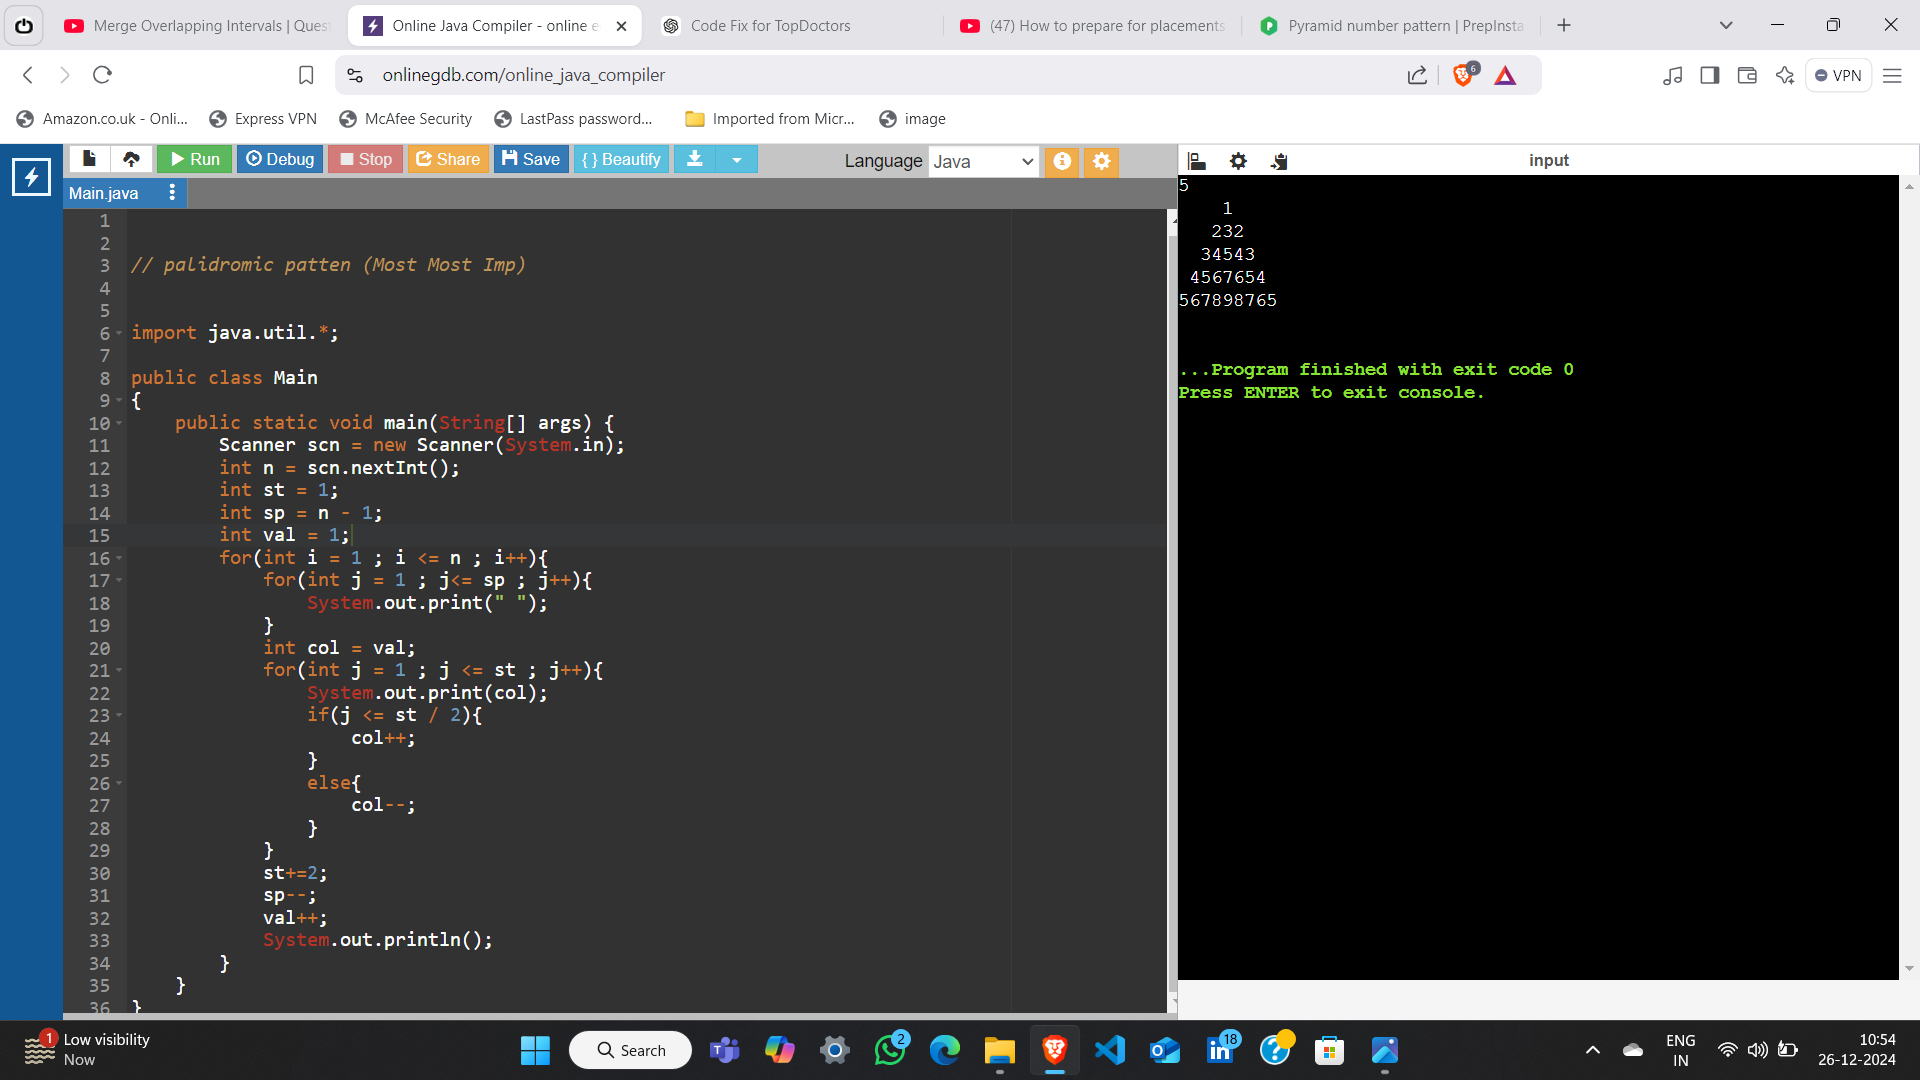 Merge Overlapping Intervals | Ques
Online Java Compiler - online e
Code Fix for TopDoctors
(47) How to prepare for placements
Pyramid number pattern | PrepInsta
onlinegdb.com/online_java_compiler
6
VPN
Amazon.co.uk - Onli...
Express VPN
McAfee Security
LastPass password...
Imported from Micr...
image
Run
Debug
Stop
Share
Save
{ } Beautify
Language
Java
input
Main.java
1
2
3 // palidromic patten (Most Most Imp)
4
5
6 import java.util.*;
7
8 public class Main
9 {
10     public static void main(String[] args) {
11         Scanner scn = new Scanner(System.in);
12         int n = scn.nextInt();
13         int st = 1;
14         int sp = n - 1;
15         int val = 1;
16         for(int i = 1 ; i <= n ; i++){
17             for(int j = 1 ; j<= sp ; j++){
18                 System.out.print(" ");
19             }
20             int col = val;
21             for(int j = 1 ; j <= st ; j++){
22                 System.out.print(col);
23                 if(j <= st / 2){
24                     col++;
25                 }
26                 else{
27                     col--;
28                 }
29             }
30             st+=2;
31             sp--;
32             val++;
33             System.out.println();
34         }
35     }
36 }
5
    1
   232
  34543
 4567654
567898765
...Program finished with exit code 0
Press ENTER to exit console.
1
Low visibility
Now
Search
2
18
ENG
IN
10:54
26-12-2024